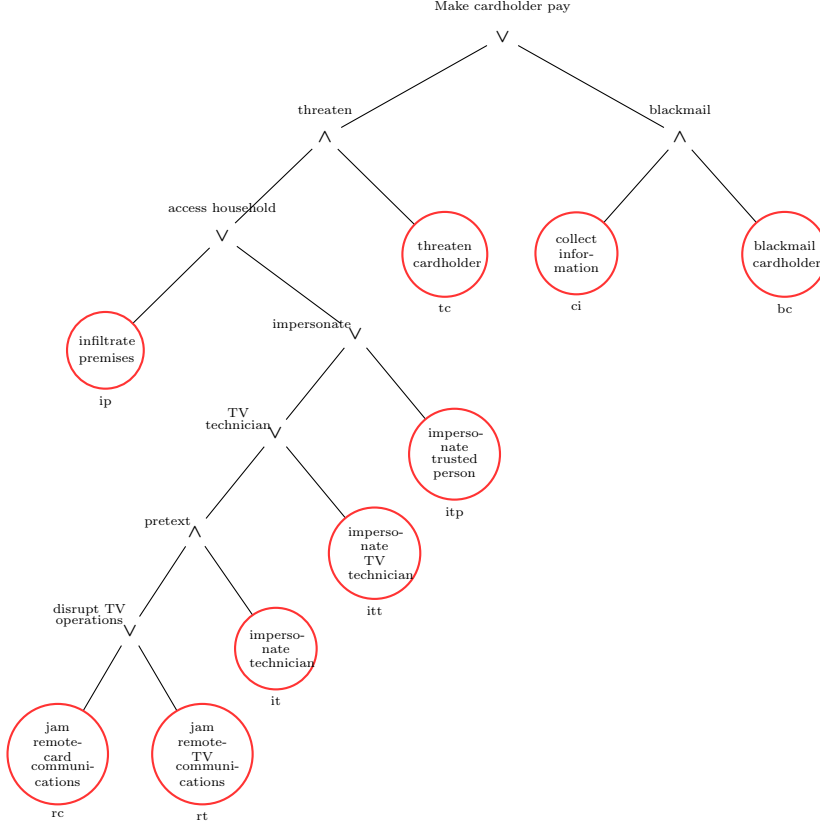 Make cardholder pay
∨
threaten
∧
blackmail
∧
access household
∨
threaten
cardholder
tc
collect
infor-
mation
ci
blackmail
cardholder
bc
infiltrate
premises
ip
impersonate
∨
TV
technician
∨
imperso-
nate
trusted
person
itp
pretext
∧
imperso-
nate
TV
technician
itt
disrupt TV
operations
∨
imperso-
nate
technician
it
jam
remote-
card
communi-
cations
rc
jam
remote-
TV
communi-
cations
rt